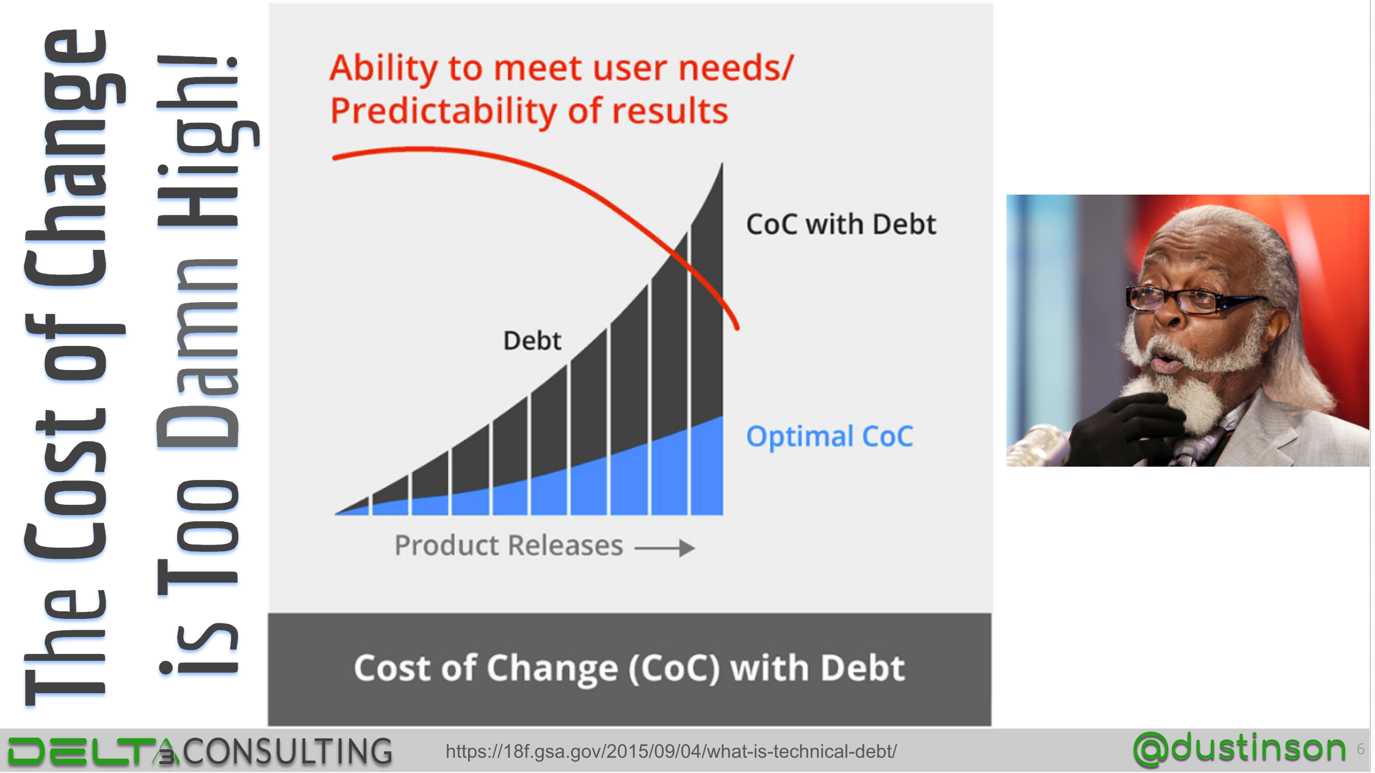 The Cost of Change
is Too Damn High!
Ability to meet user needs/
Predictability of results
CoC with Debt
Debt
Optimal CoC
Product Releases
Cost of Change (CoC) with Debt
DELTA3 CONSULTING
https://18f.gsa.gov/2015/09/04/what-is-technical-debt/
@dustinson
6